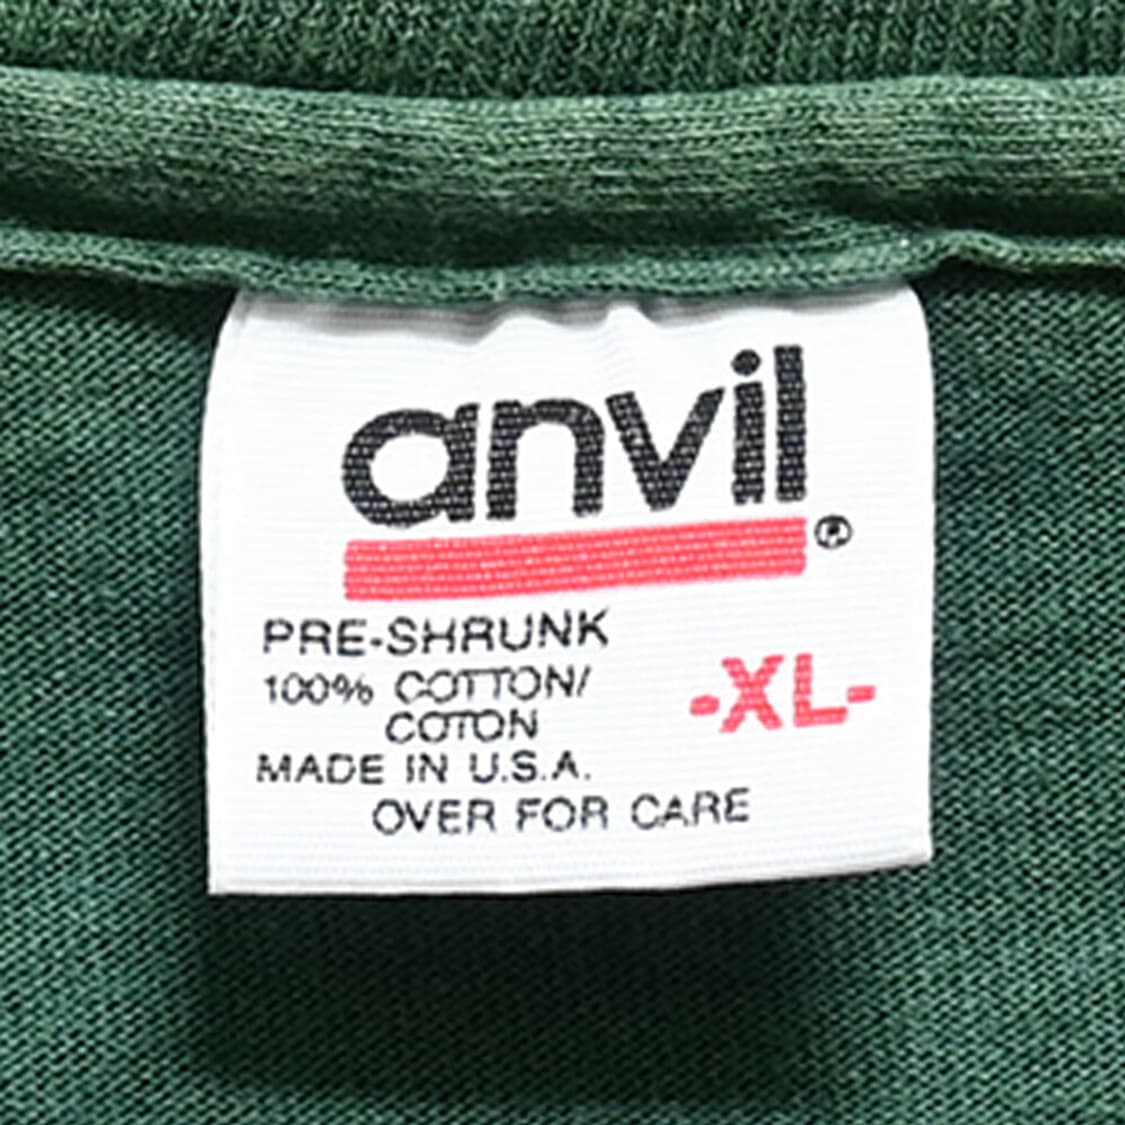 anvil®
PRE-SHRUNK
100% COTTON/
COTON
-XL-
MADE IN U.S.A.
OVER FOR CARE